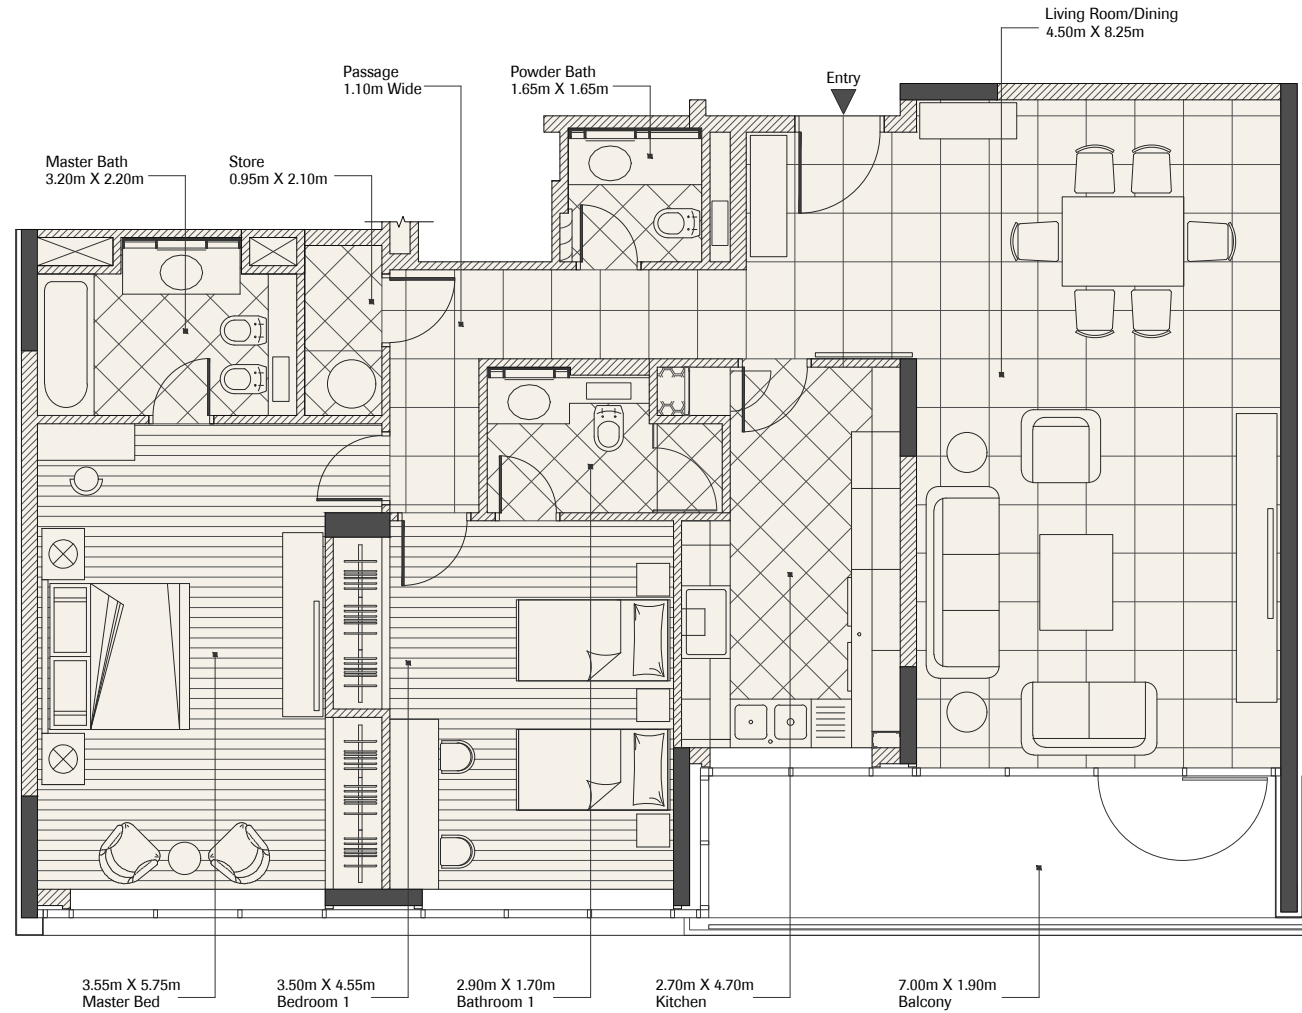 Living Room/Dining
4.50m X 8.25m
Passage
1.10m Wide
Powder Bath
1.65m X 1.65m
Entry
Master Bath
3.20m X 2.20m
Store
0.95m X 2.10m
3.55m X 5.75m
Master Bed
3.50m X 4.55m
Bedroom 1
2.90m X 1.70m
Bathroom 1
2.70m X 4.70m
Kitchen
7.00m X 1.90m
Balcony